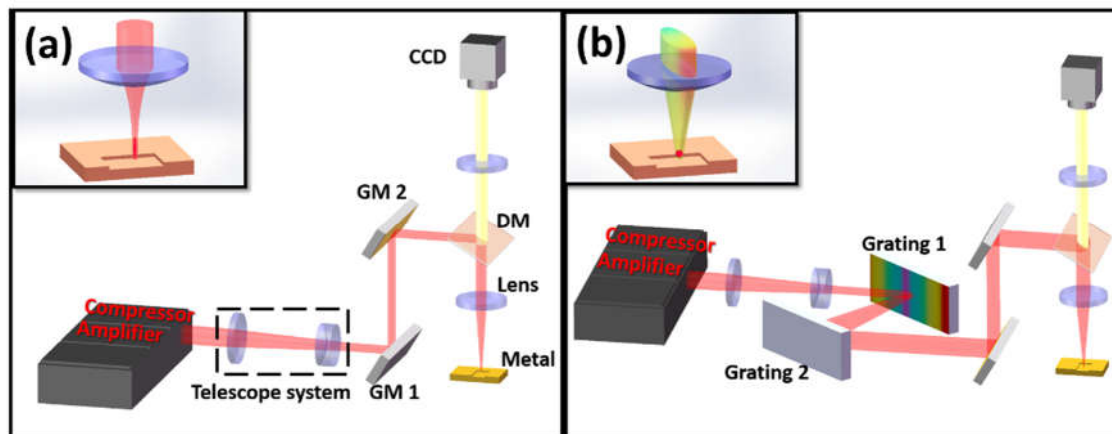 (a)
CCD
GM 2
DM
Compressor
Amplifier
Lens
Telescope system
GM 1
Metal
(b)
Compressor
Amplifier
Grating 1
Grating 2